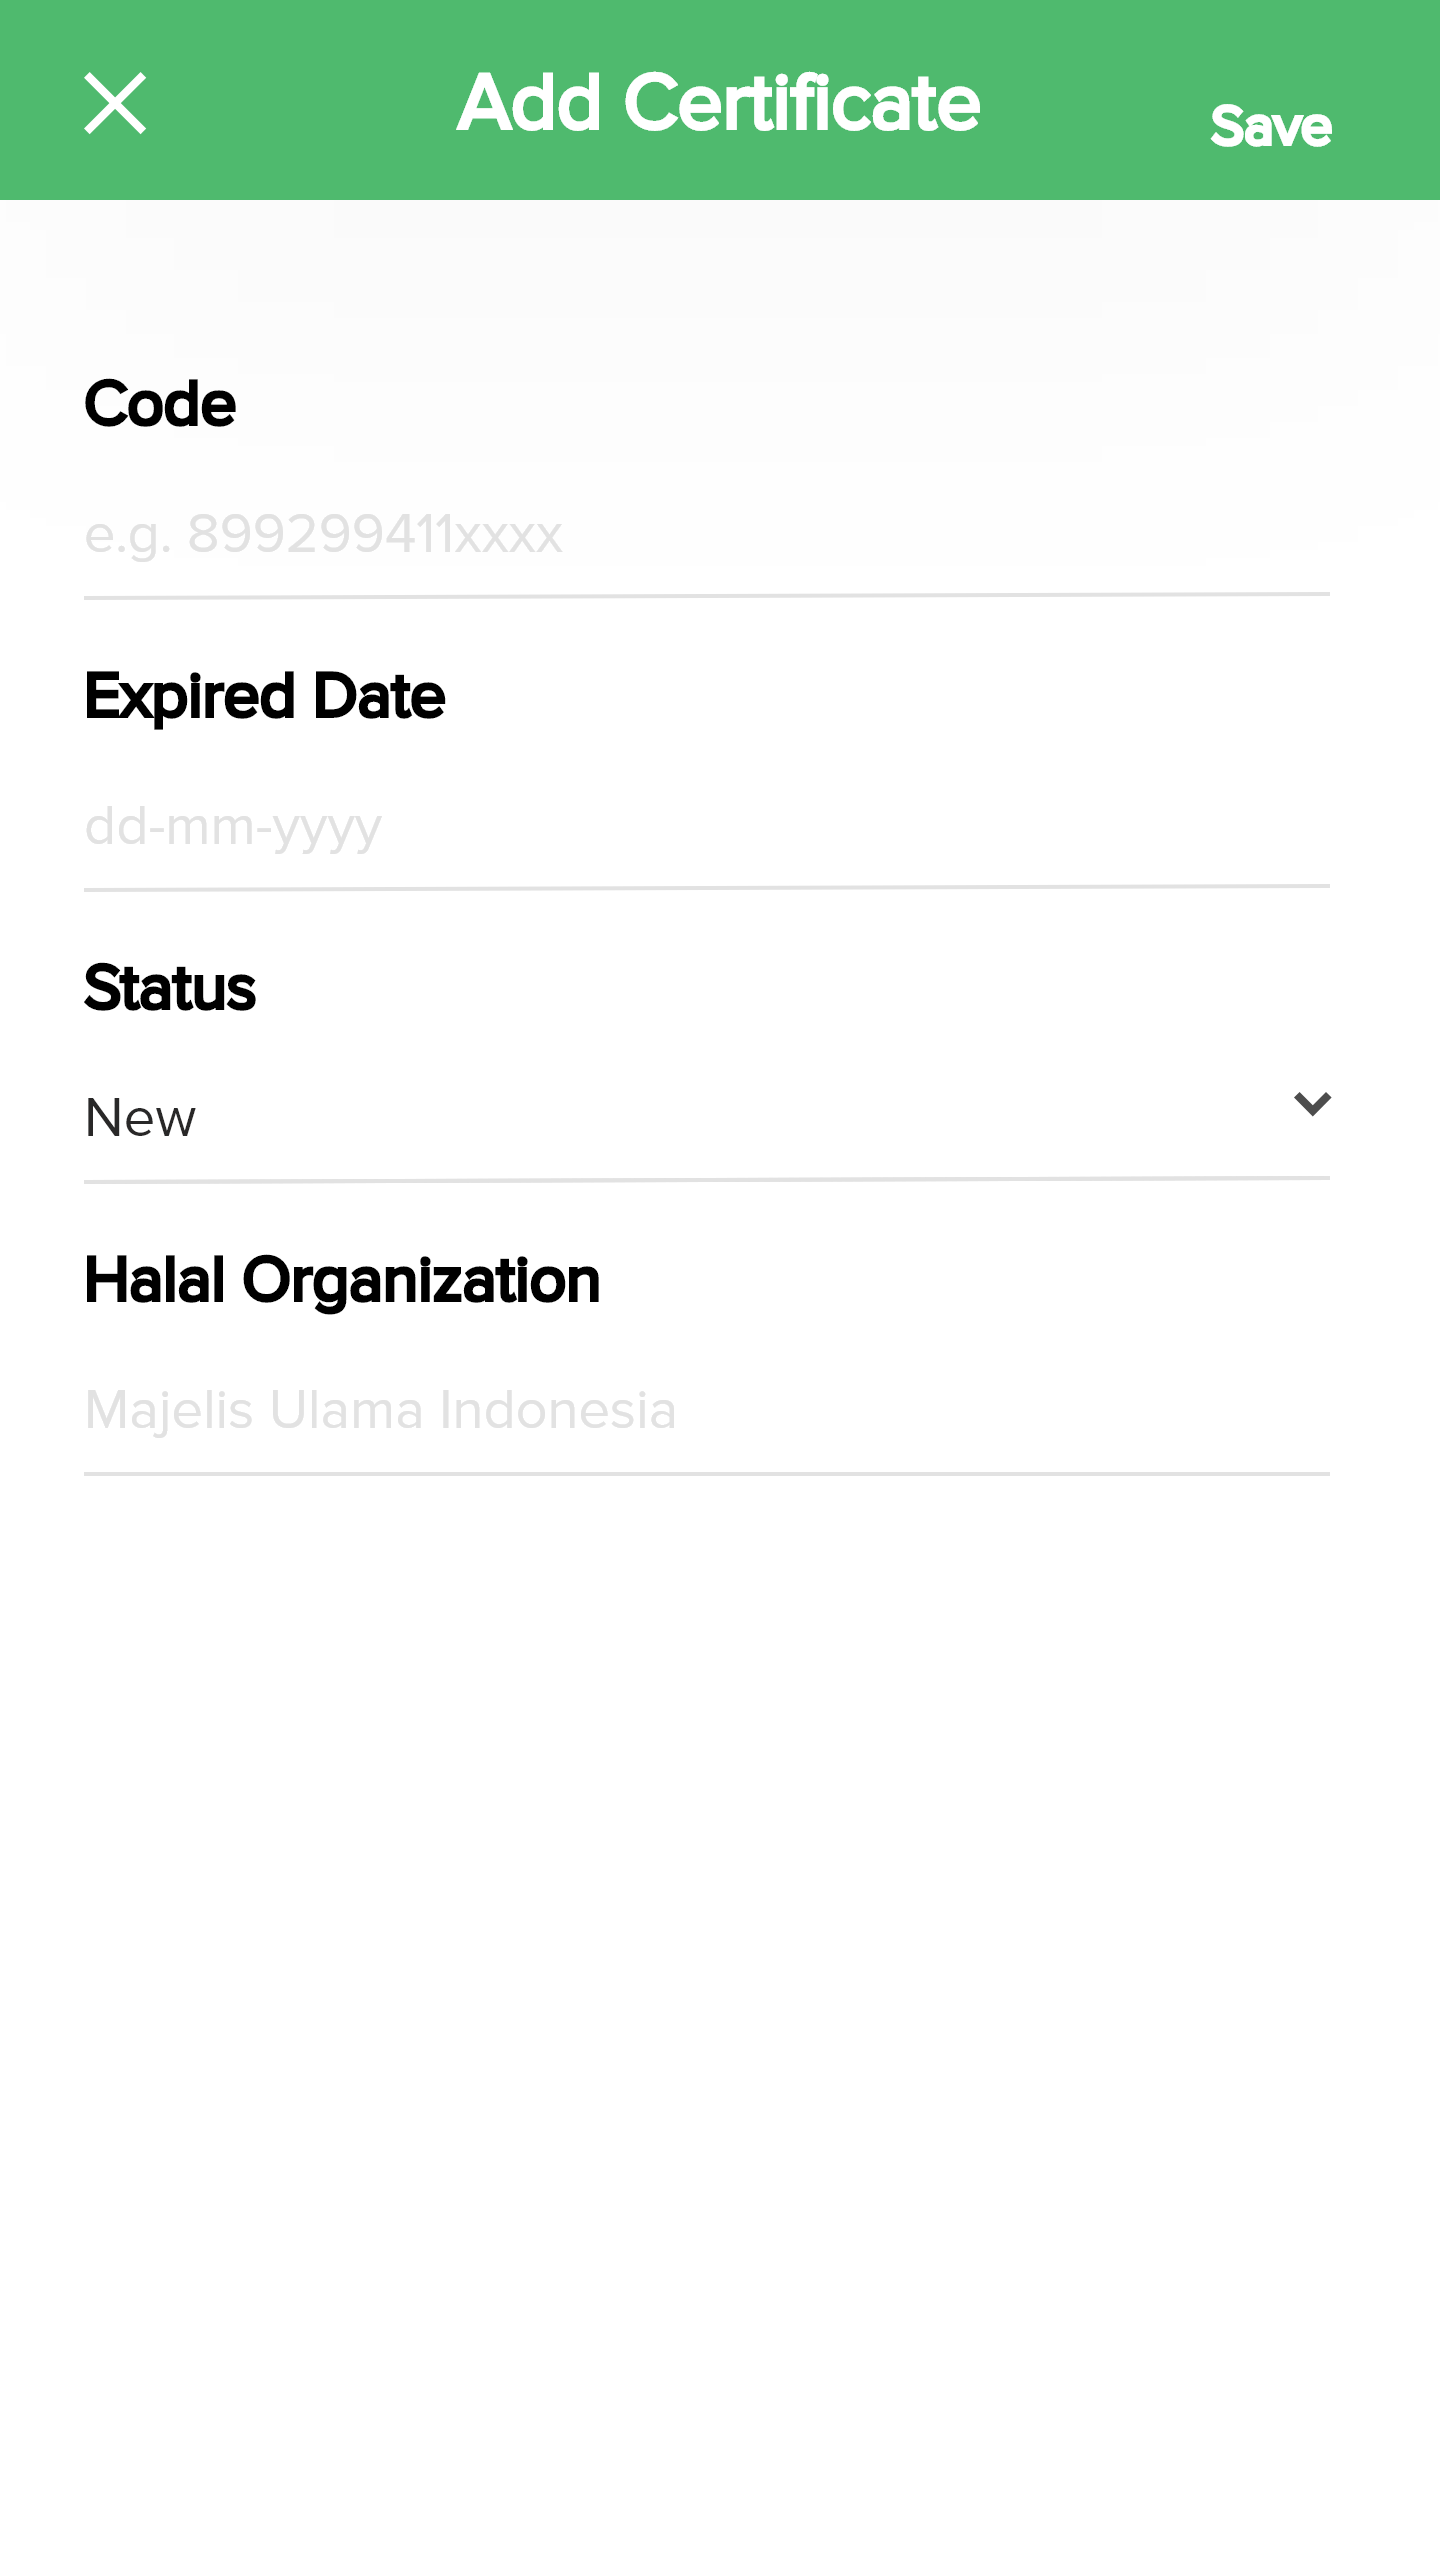 Add Certificate
Save
Code
e.g. 899299411xxxx
Expired Date
dd-mm-yyyy
Status
New
Halal Organization
Majelis Ulama Indonesia